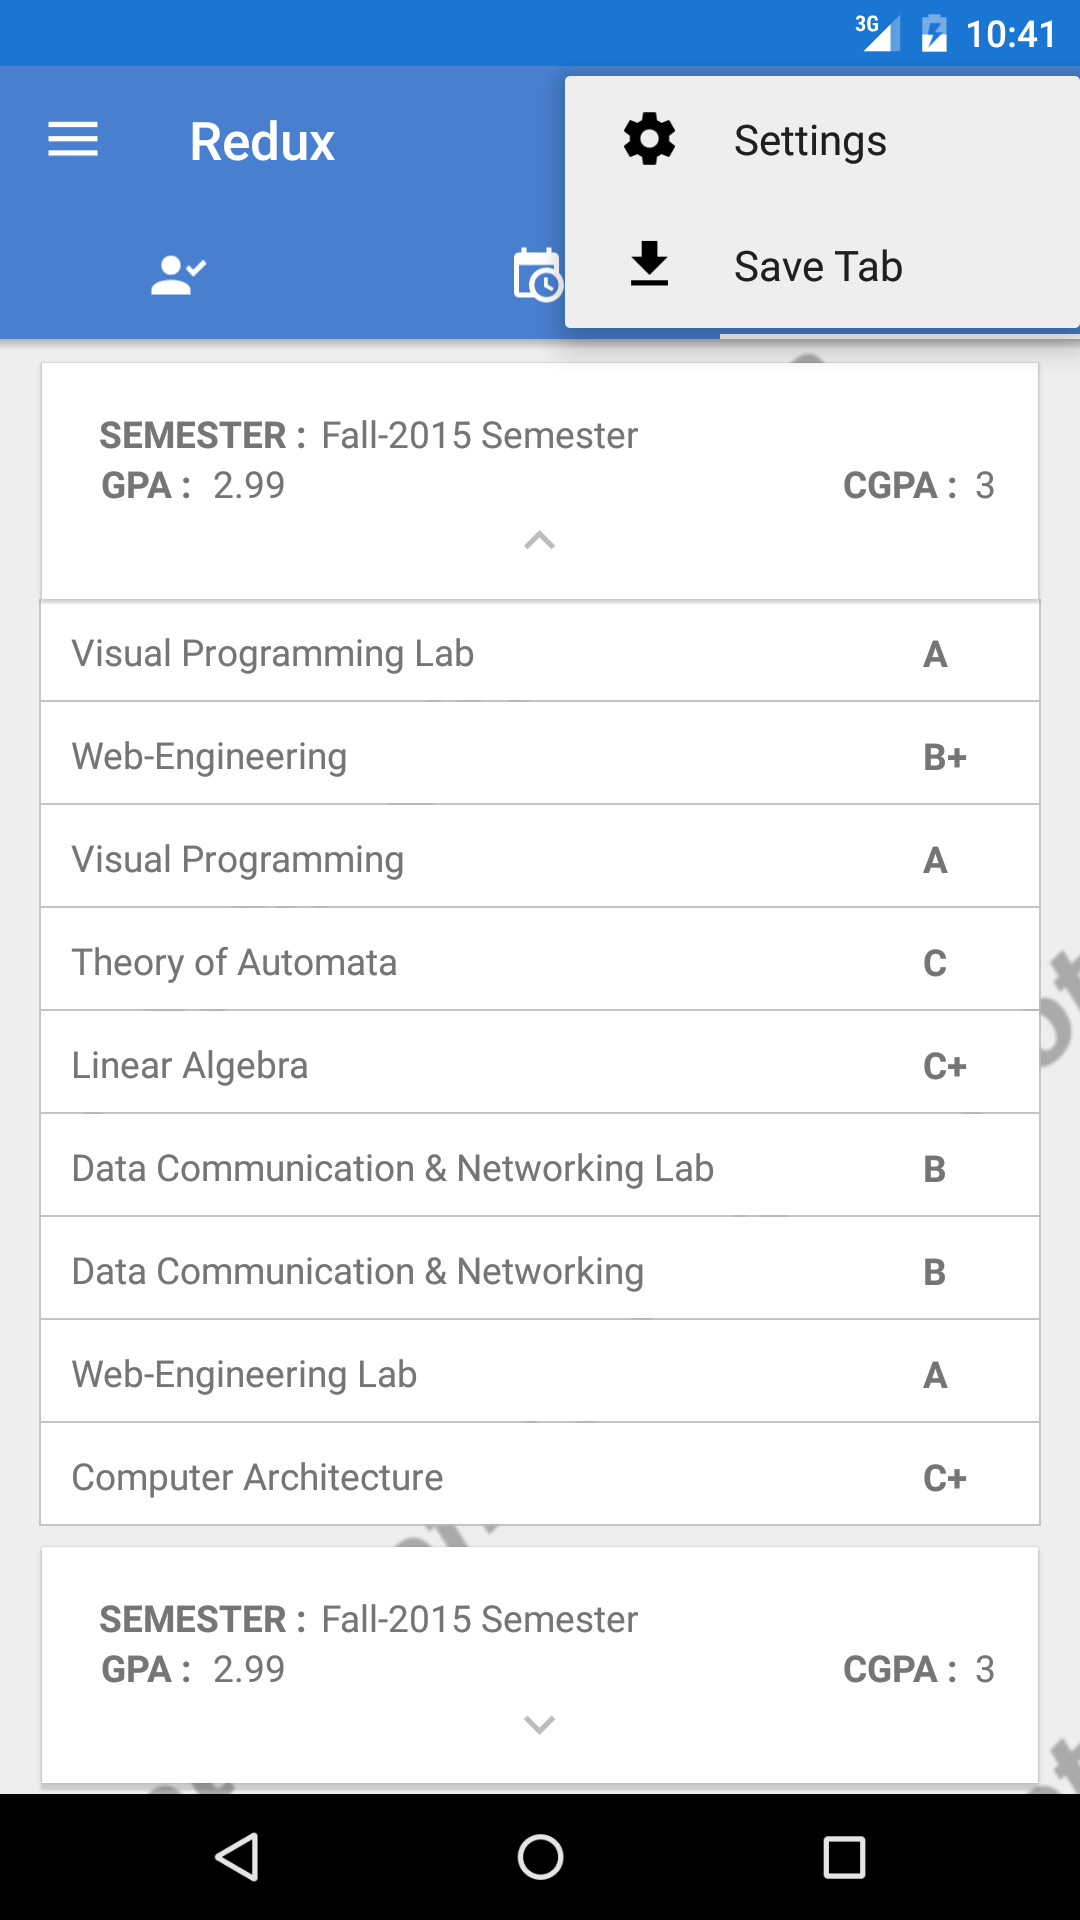 3G 10:41
Redux
Settings
Save Tab
SEMESTER : Fall-2015 Semester
GPA : 2.99 CGPA : 3
Visual Programming Lab A
Web-Engineering B+
Visual Programming A
Theory of Automata C
Linear Algebra C+
Data Communication & Networking Lab B
Data Communication & Networking B
Web-Engineering Lab A
Computer Architecture C+
SEMESTER : Fall-2015 Semester
GPA : 2.99 CGPA : 3